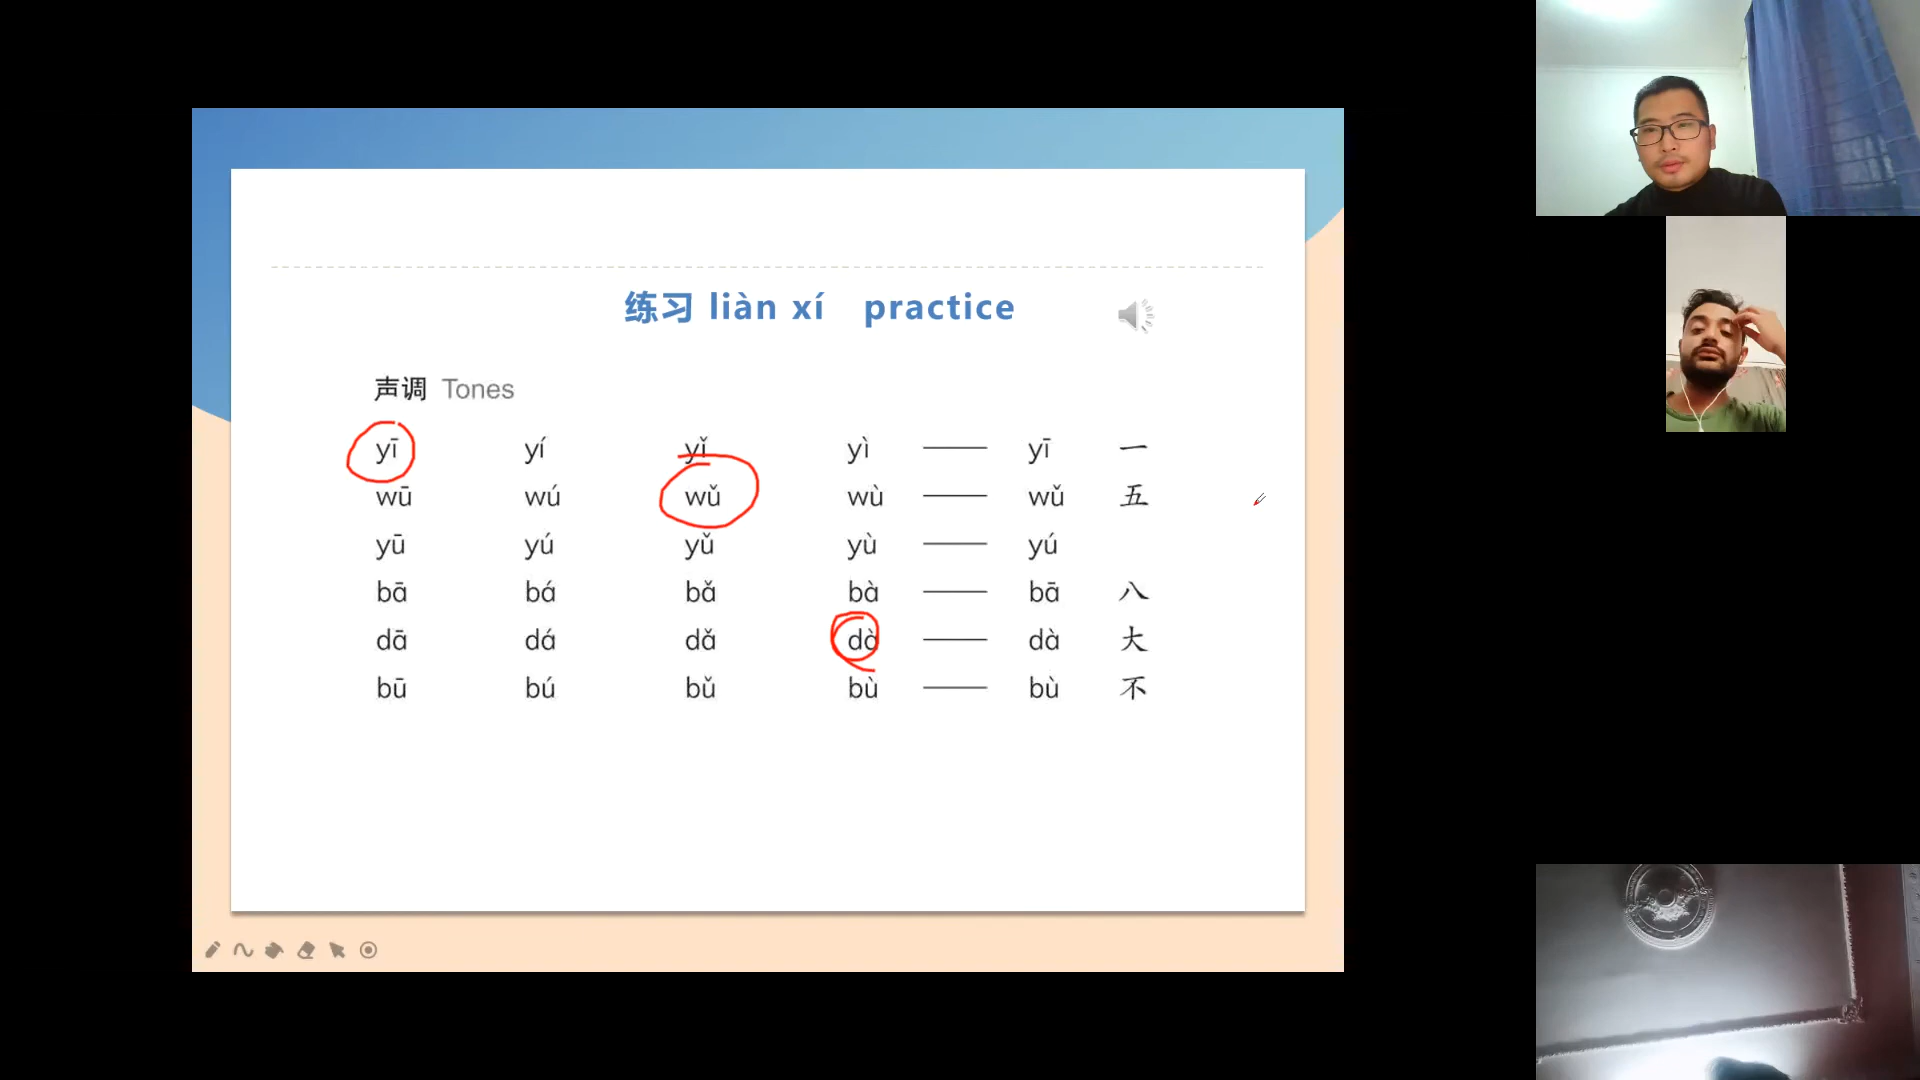 练习 liàn xí practice
声调 Tones
yī yí yǐ yì —— yī 一
wū wú wǔ wù —— wǔ 五
yū yú yǔ yù —— yú
bā bá bǎ bà —— bā 八
dā dá dǎ dà —— dà 大
bū bú bǔ bù —— bù 不